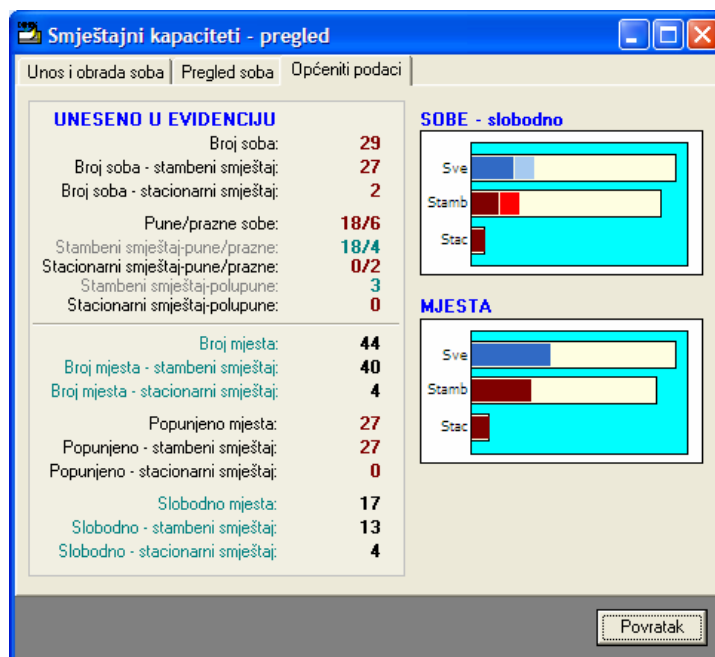 Smještajni kapaciteti - pregled
Unos i obrada soba Pregled soba Općeniti podaci
UNESENO U EVIDENCIJU
Broj soba: 29
Broj soba - stambeni smještaj: 27
Broj soba - stacionarni smještaj: 2
Pune/prazne sobe: 18/6
Stambeni smještaj-pune/prazne: 18/4
Stacionarni smještaj-pune/prazne: 0/2
Stambeni smještaj-polupune: 3
Stacionarni smještaj-polupune: 0
Broj mjesta: 44
Broj mjesta - stambeni smještaj: 40
Broj mjesta - stacionarni smještaj: 4
Popunjeno mjesta: 27
Popunjeno - stambeni smještaj: 27
Popunjeno - stacionarni smještaj: 0
Slobodno mjesta: 17
Slobodno - stambeni smještaj: 13
Slobodno - stacionarni smještaj: 4
SOBE - slobodno
Sve
Stamb
Stac
MJESTA
Sve
Stamb
Stac
Povratak